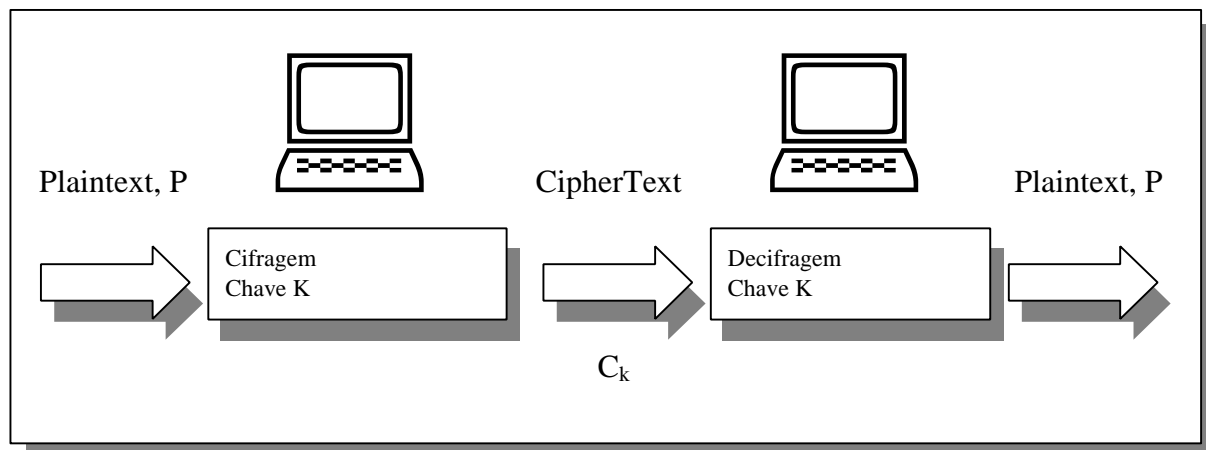 Plaintext, P
CipherText
Plaintext, P
Cifragem
Chave K
Decifragem
Chave K
Ck